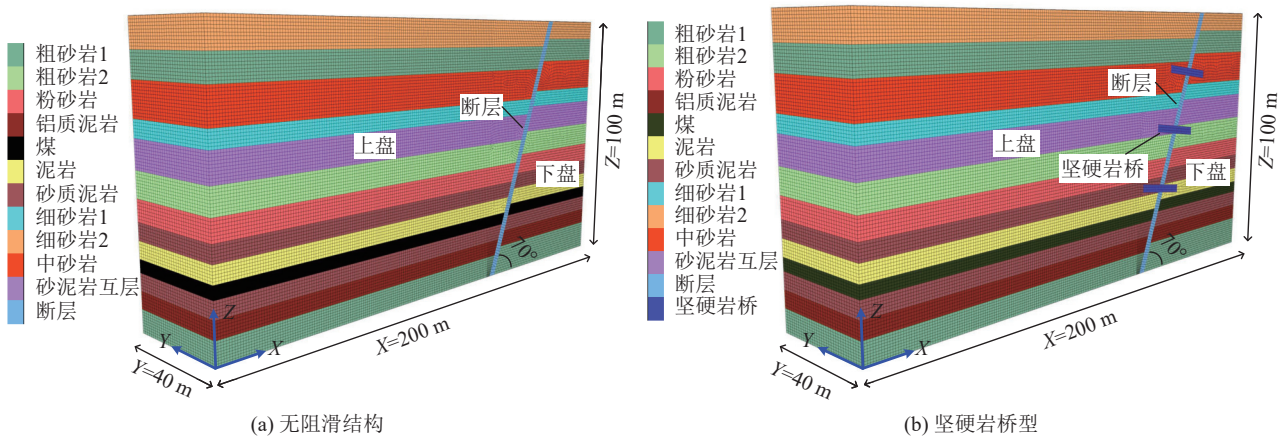 粗砂岩1
粗砂岩2
粉砂岩
铝质泥岩
煤
泥岩
砂质泥岩
细砂岩1
细砂岩2
中砂岩
砂泥岩互层
断层
断层
上盘
下盘
70°
Z=100 m
X=200 m
Y=40 m
Z
Y
X
(a) 无阻滑结构
粗砂岩1
粗砂岩2
粉砂岩
铝质泥岩
煤
泥岩
砂质泥岩
细砂岩1
细砂岩2
中砂岩
砂泥岩互层
断层
坚硬岩桥
断层
上盘
坚硬岩桥
下盘
70°
Z=100 m
X=200 m
Y=40 m
Z
Y
X
(b) 坚硬岩桥型